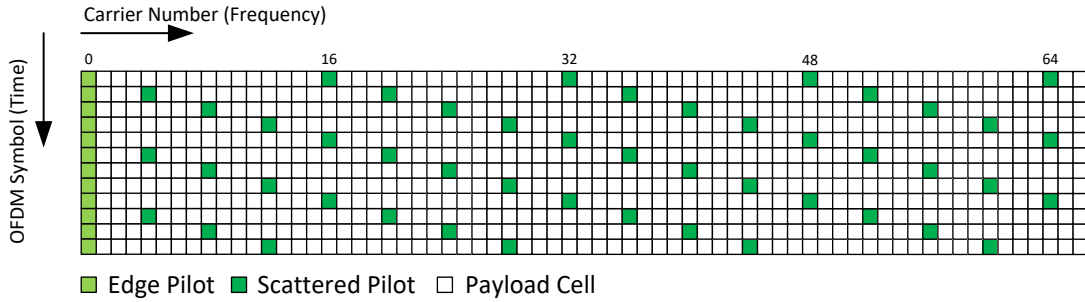 Carrier Number (Frequency)
0 16 32 48 64
OFDM Symbol (Time)
Edge Pilot Scattered Pilot Payload Cell